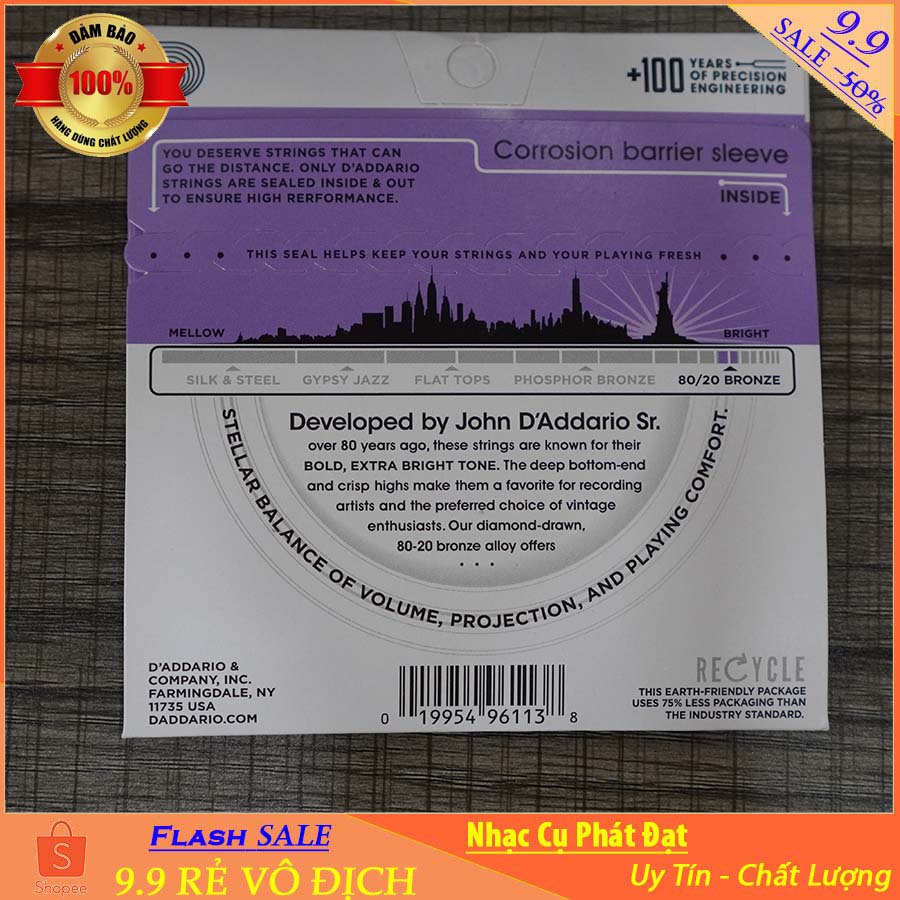 ĐẢM BẢO
100%
HÀNG DÙNG CHẤT LƯỢNG
9.9
SALE -50%
+100 YEARS
OF PRECISION
ENGINEERING
YOU DESERVE STRINGS THAT CAN
GO THE DISTANCE. ONLY D'ADDARIO
STRINGS ARE SEALED INSIDE & OUT
TO ENSURE HIGH RERFORMANCE.
Corrosion barrier sleeve
INSIDE
• • • THIS SEAL HELPS KEEP YOUR STRINGS AND YOUR PLAYING FRESH • • •
MELLOW
BRIGHT
SILK & STEEL GYPSY JAZZ FLAT TOPS PHOSPHOR BRONZE 80/20 BRONZE
Developed by John D'Addario Sr.
over 80 years ago, these strings are known for their
BOLD, EXTRA BRIGHT TONE. The deep bottom-end
and crisp highs make them a favorite for recording
artists and the preferred choice of vintage
enthusiasts. Our diamond-drawn,
80-20 bronze alloy offers
• • •
STELLAR BALANCE OF VOLUME, PROJECTION, AND PLAYING COMFORT.
D'ADDARIO &
COMPANY, INC.
FARMINGDALE, NY
11735 USA
DADDARIO.COM
0 19954 96113 8
RECYCLE
THIS EARTH-FRIENDLY PACKAGE
USES 75% LESS PACKAGING THAN
THE INDUSTRY STANDARD.
S
Shopee
FLASH SALE
9.9 RẺ VÔ ĐỊCH
Nhạc Cụ Phát Đạt
Uy Tín - Chất Lượng